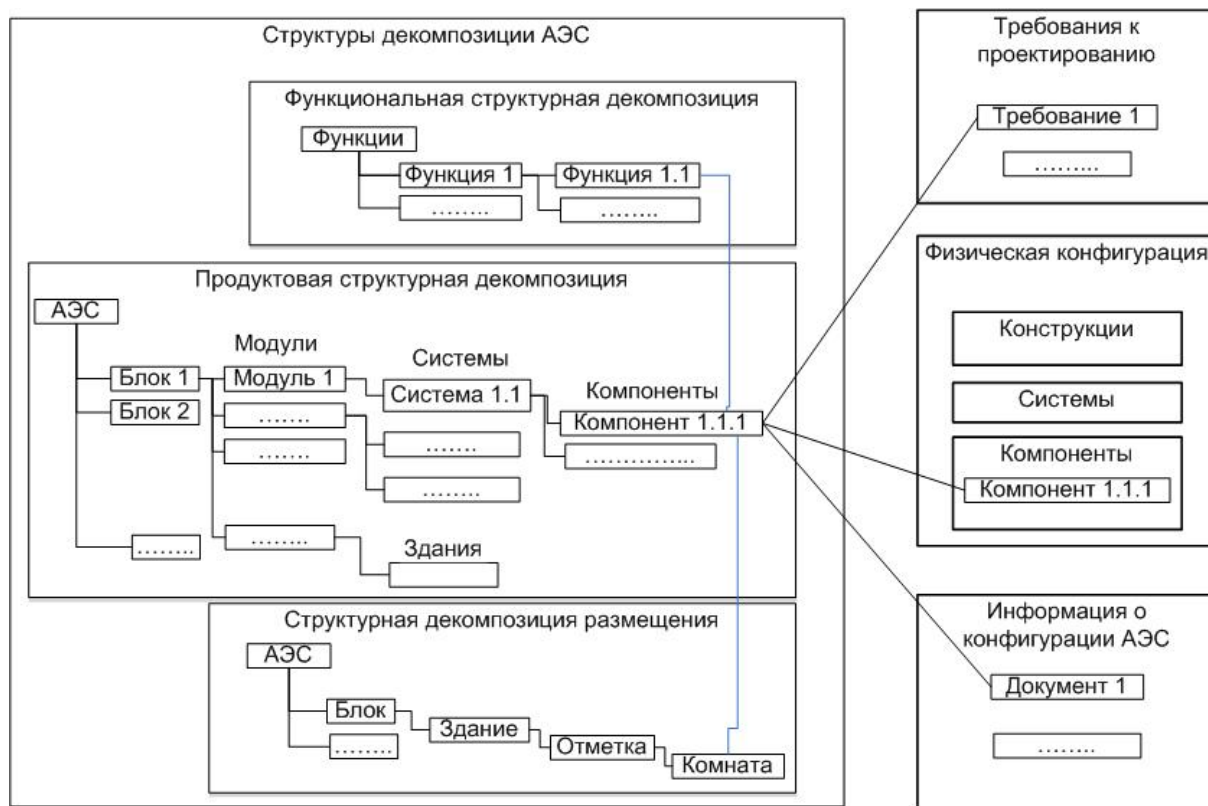 Структуры декомпозиции АЭС
Функциональная структурная декомпозиция
Функции
Функция 1
Функция 1.1
........
........
Продуктовая структурная декомпозиция
АЭС
Модули
Системы
Компоненты
Блок 1
Модуль 1
Система 1.1
Компонент 1.1.1
Блок 2
.......
.......
.......
..............
........
........
........
Здания
Структурная декомпозиция размещения
АЭС
Блок
........
Здание
Отметка
Комната
Требования к
проектированию
Требование 1
.........
Физическая конфигурация
Конструкции
Системы
Компоненты
Компонент 1.1.1
Информация о
конфигурации АЭС
Документ 1
........